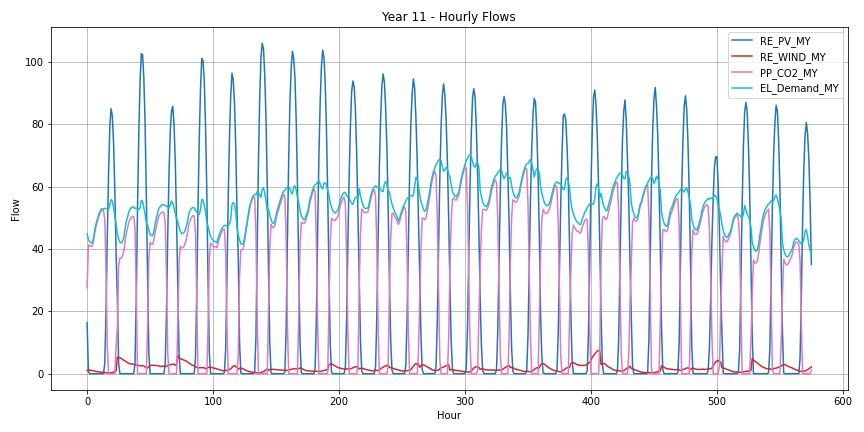 Year 11 - Hourly Flows
RE_PV_MY
RE_WIND_MY
PP_CO2_MY
EL_Demand_MY
100
80
60
40
20
0
Flow
0
100
200
300
400
500
600
Hour